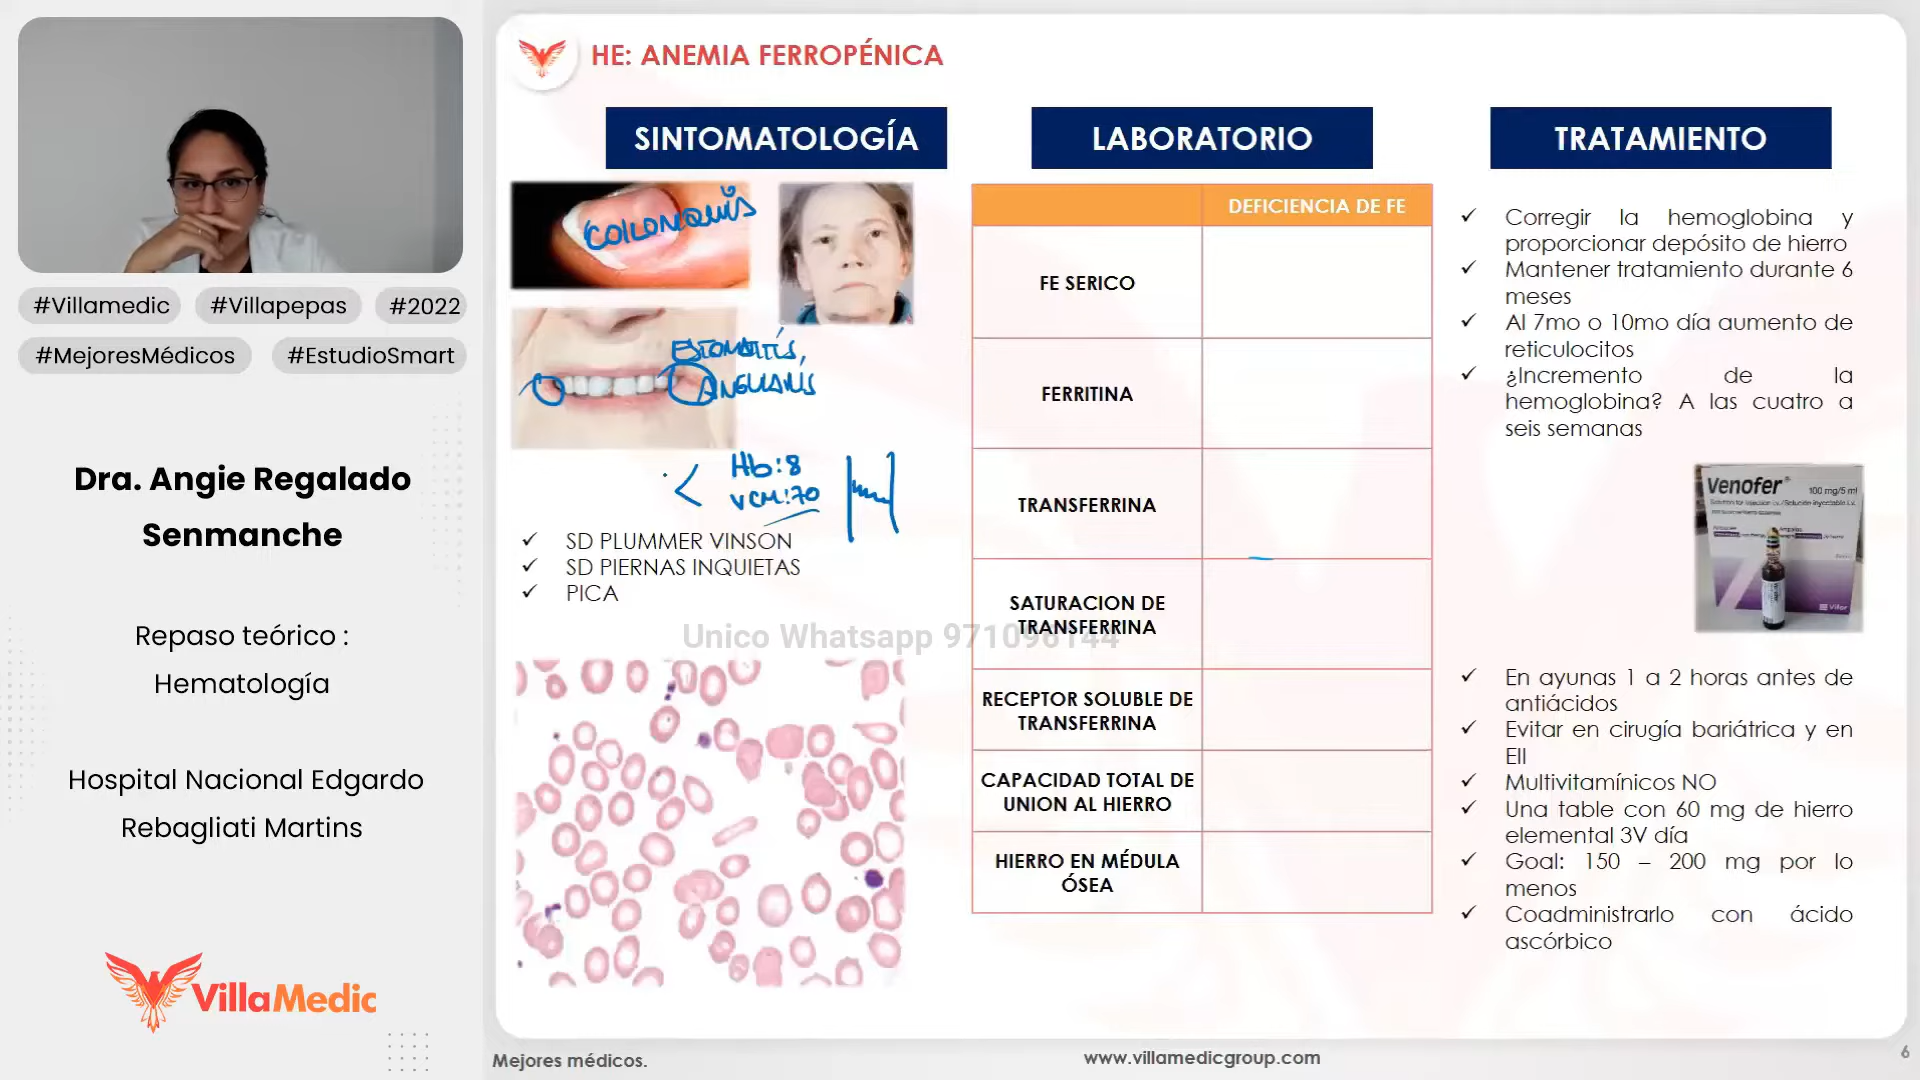 HE: ANEMIA FERROPÉNICA
#Villamedic #Villapepas #2022
#MejoresMédicos #EstudioSmart
Dra. Angie Regalado
Senmanche
Repaso teórico :
Hematología
Hospital Nacional Edgardo
Rebagliati Martins
VillaMedic
SINTOMATOLOGÍA
COILONIQUIS
ESTOMATITIS,
ANGULARIS
< Hb:8
VCM:70
✓ SD PLUMMER VINSON
✓ SD PIERNAS INQUIETAS
✓ PICA
Unico Whatsapp 971096144
LABORATORIO
DEFICIENCIA DE FE
FE SERICO
FERRITINA
TRANSFERRINA
SATURACION DE
TRANSFERRINA
RECEPTOR SOLUBLE DE
TRANSFERRINA
CAPACIDAD TOTAL DE
UNION AL HIERRO
HIERRO EN MÉDULA
ÓSEA
TRATAMIENTO
✓ Corregir la hemoglobina y
proporcionar depósito de hierro
✓ Mantener tratamiento durante 6
meses
✓ Al 7mo o 10mo día aumento de
reticulocitos
✓ ¿Incremento de la
hemoglobina? A las cuatro a
seis semanas
Venofer®
100 mg/5 ml
Vifor
✓ En ayunas 1 a 2 horas antes de
antiácidos
✓ Evitar en cirugía bariátrica y en
EII
✓ Multivitamínicos NO
✓ Una table con 60 mg de hierro
elemental 3V día
✓ Goal: 150 – 200 mg por lo
menos
✓ Coadministrarlo con ácido
ascórbico
Mejores médicos.
www.villamedicgroup.com
6